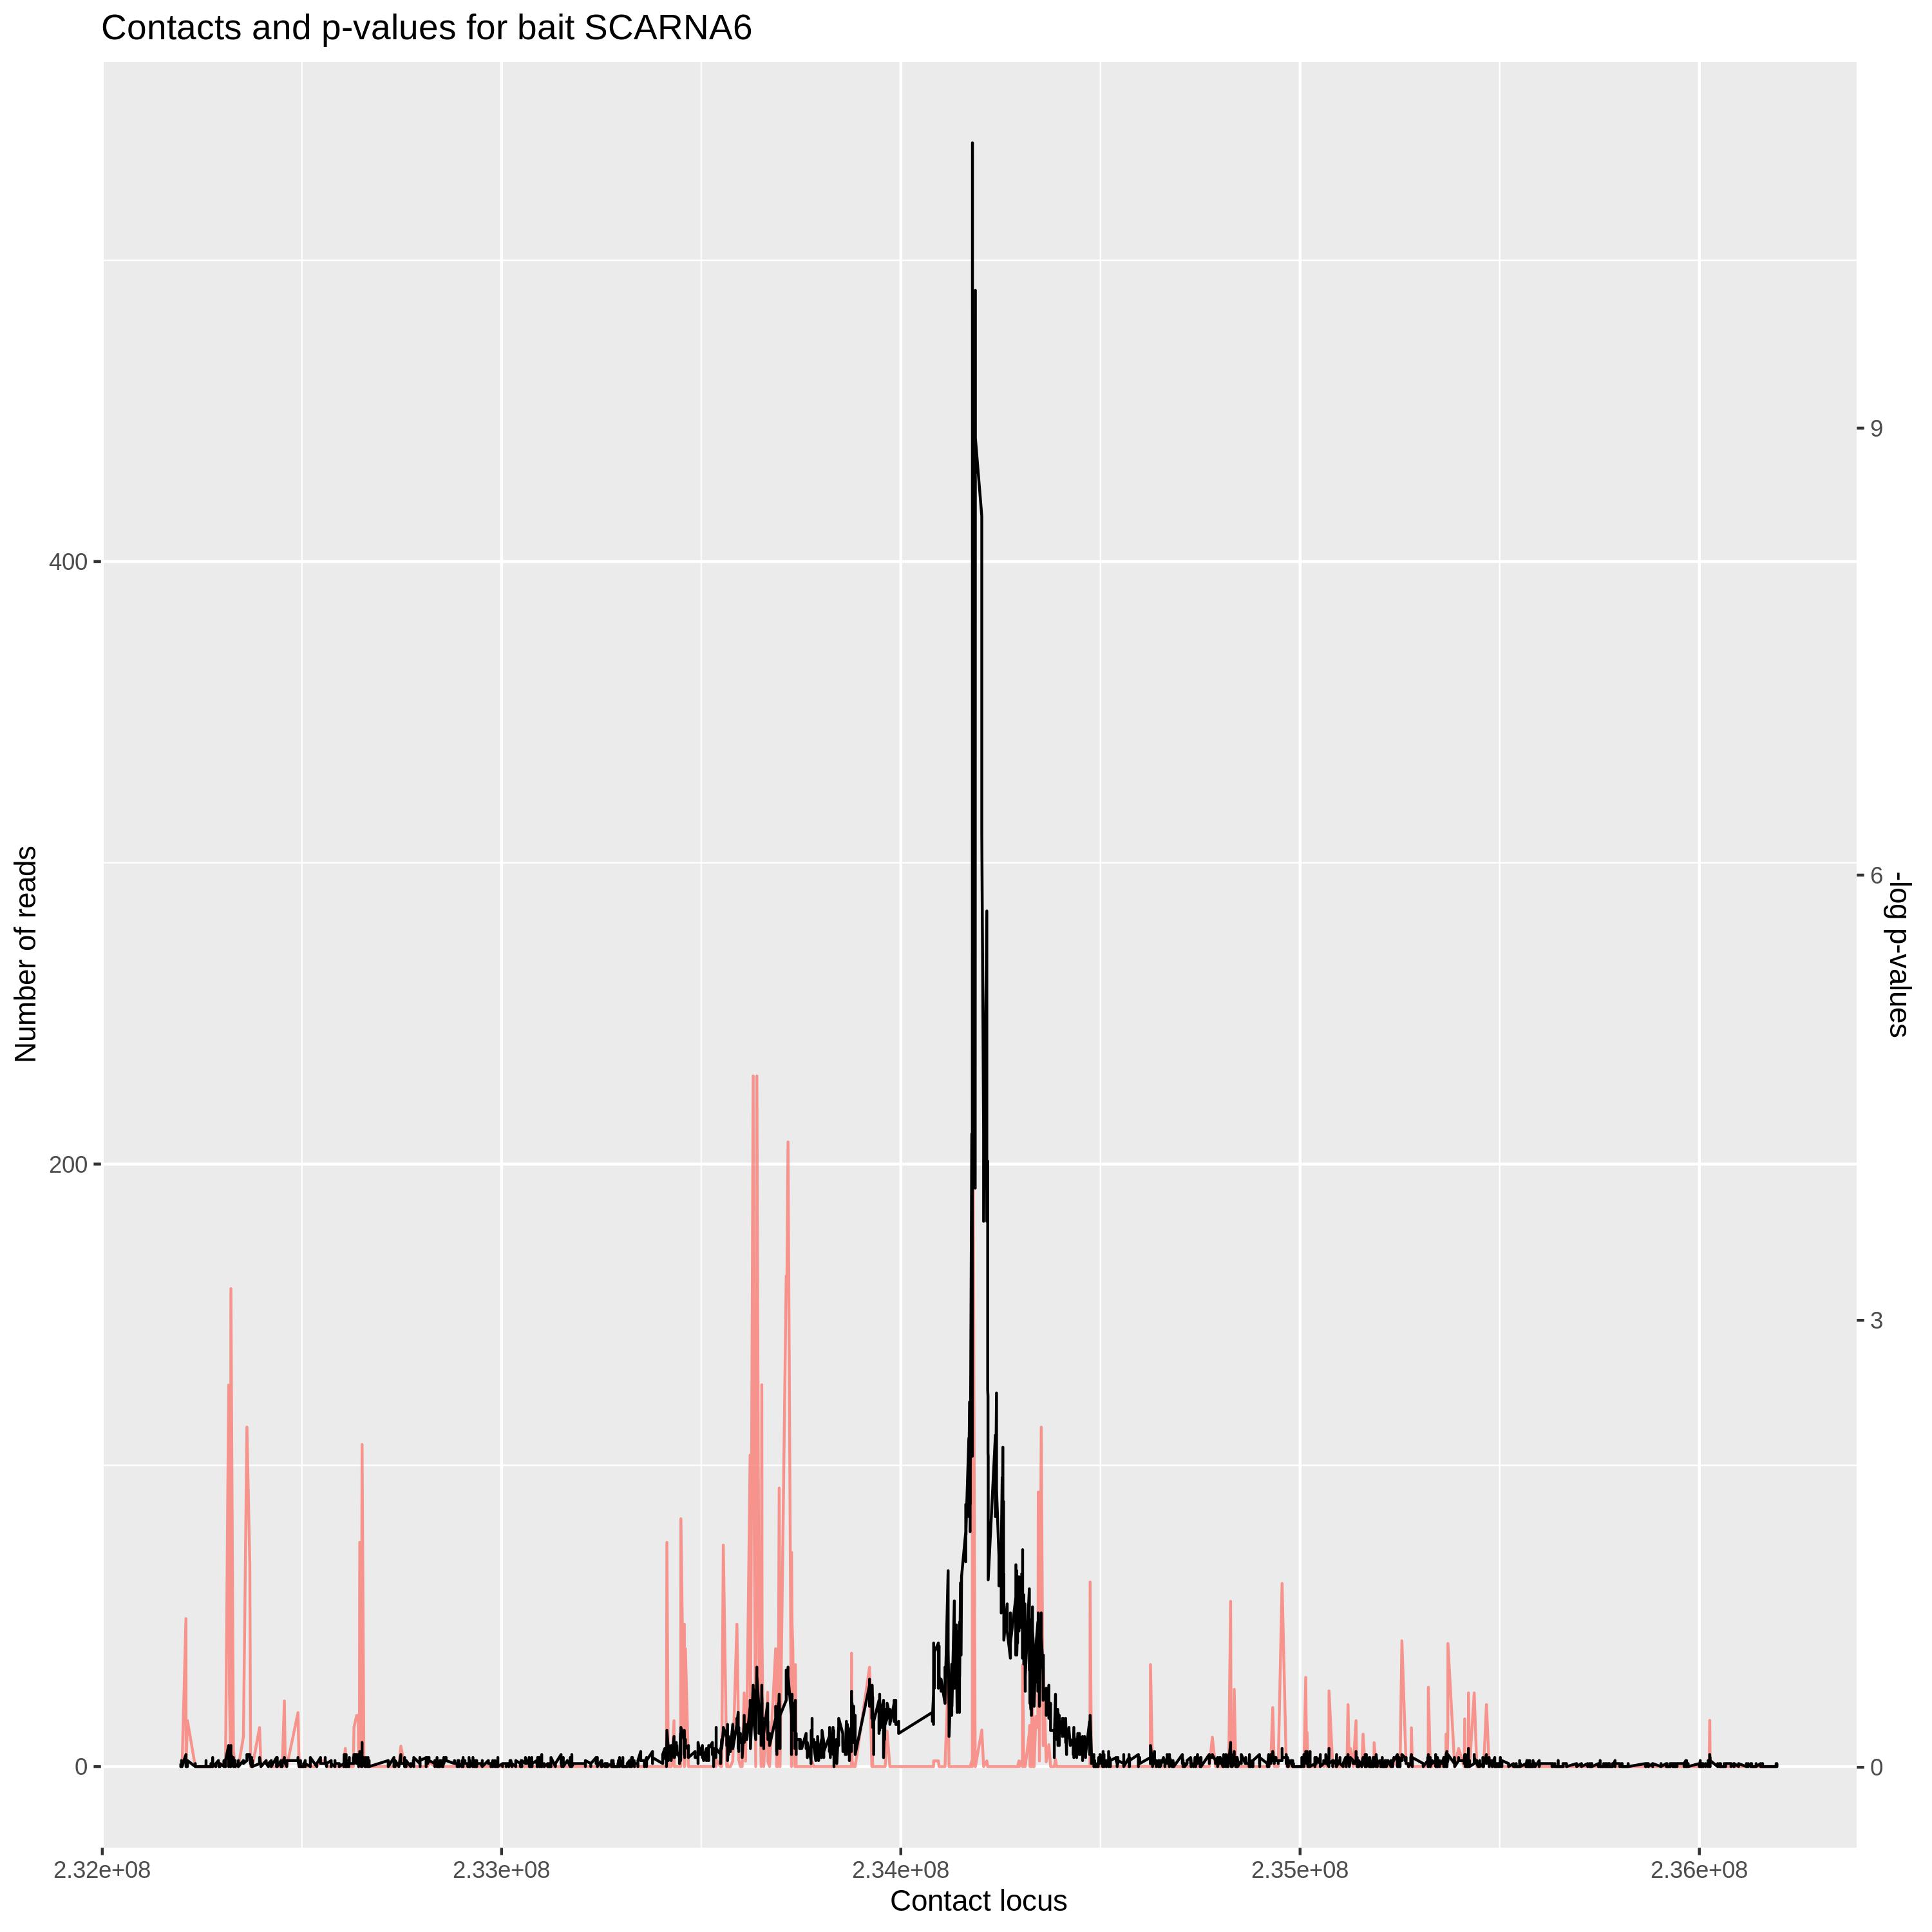 Contacts and p-values for bait SCARNA6
Number of reads
400
200
0
9
6
3
0
-log p-values
2.32e+08
2.33e+08
2.34e+08
2.35e+08
2.36e+08
Contact locus